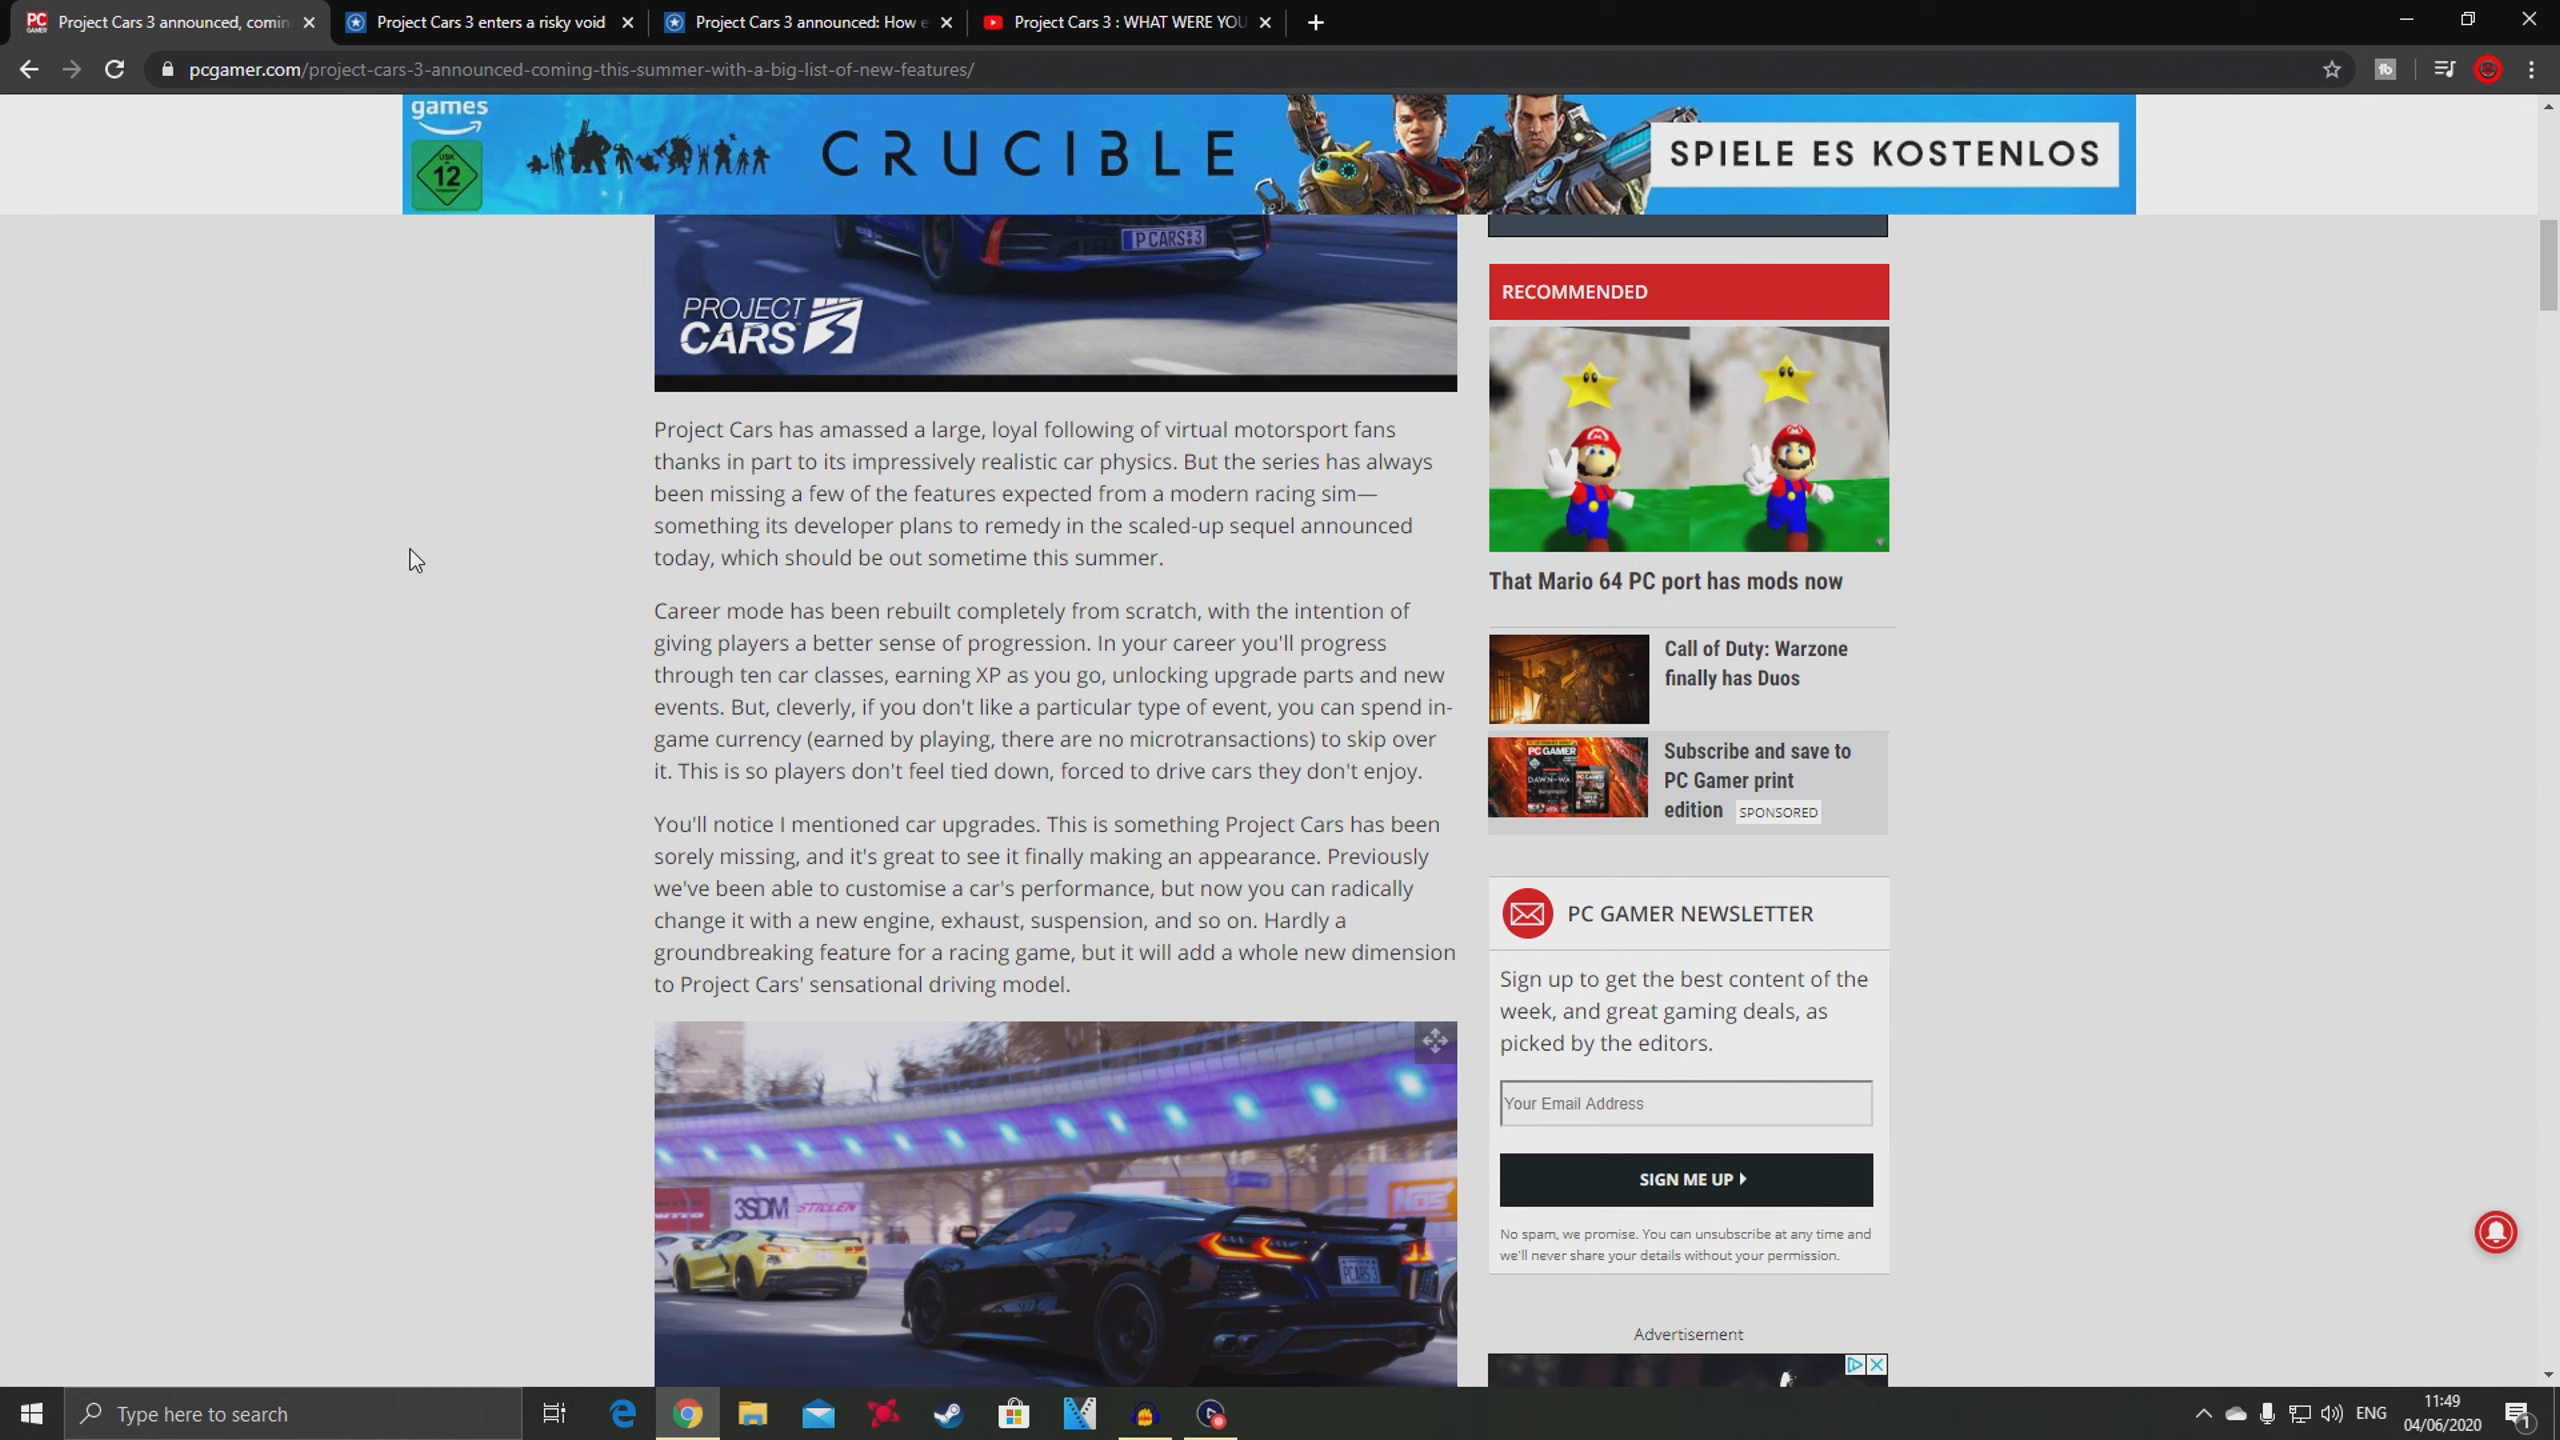 PC GAMER
Project Cars 3 announced, comin
Project Cars 3 enters a risky void
Project Cars 3 announced: How e
Project Cars 3 : WHAT WERE YOU
pcgamer.com/project-cars-3-announced-coming-this-summer-with-a-big-list-of-new-features/
games
USK
12
CRUCIBLE
SPIELE ES KOSTENLOS
P CARS:3
PROJECT
CARS 3
Project Cars has amassed a large, loyal following of virtual motorsport fans
thanks in part to its impressively realistic car physics. But the series has always
been missing a few of the features expected from a modern racing sim—
something its developer plans to remedy in the scaled-up sequel announced
today, which should be out sometime this summer.
Career mode has been rebuilt completely from scratch, with the intention of
giving players a better sense of progression. In your career you'll progress
through ten car classes, earning XP as you go, unlocking upgrade parts and new
events. But, cleverly, if you don't like a particular type of event, you can spend in-
game currency (earned by playing, there are no microtransactions) to skip over
it. This is so players don't feel tied down, forced to drive cars they don't enjoy.
You'll notice I mentioned car upgrades. This is something Project Cars has been
sorely missing, and it's great to see it finally making an appearance. Previously
we've been able to customise a car's performance, but now you can radically
change it with a new engine, exhaust, suspension, and so on. Hardly a
groundbreaking feature for a racing game, but it will add a whole new dimension
to Project Cars' sensational driving model.
3SDM
STILLEN
NOS
PCARS 3
RECOMMENDED
That Mario 64 PC port has mods now
Call of Duty: Warzone
finally has Duos
PC GAMER
DAWN OF WA
Subscribe and save to
PC Gamer print
edition SPONSORED
PC GAMER NEWSLETTER
Sign up to get the best content of the
week, and great gaming deals, as
picked by the editors.
Your Email Address
SIGN ME UP
No spam, we promise. You can unsubscribe at any time and
we'll never share your details without your permission.
Advertisement
Type here to search
ENG
11:49
04/06/2020
1